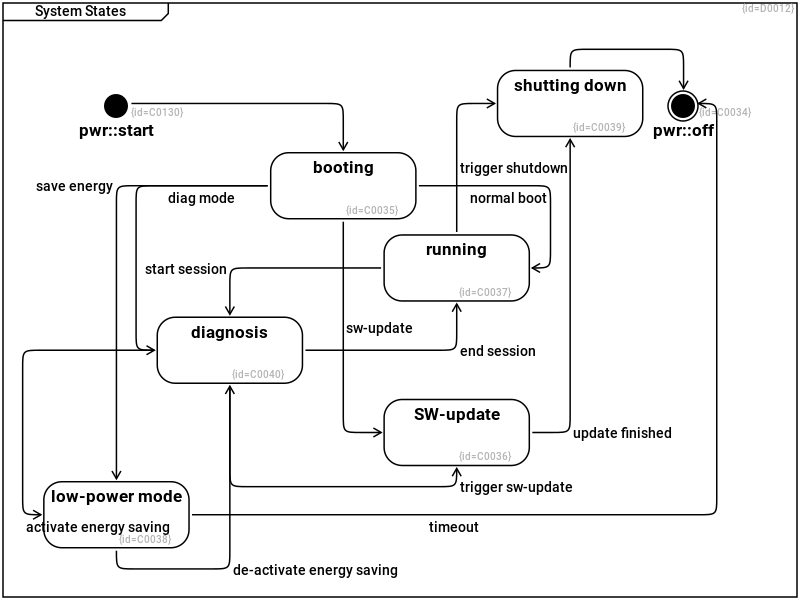 System States
{id=D0012}
shutting down
{id=C0039}
{id=C0130}
pwr::start
{id=C0034}
pwr::off
booting
{id=C0035}
trigger shutdown
save energy
diag mode
normal boot
running
{id=C0037}
start session
diagnosis
{id=C0040}
sw-update
end session
SW-update
{id=C0036}
update finished
trigger sw-update
low-power mode
activate energy saving
{id=C0038}
timeout
de-activate energy saving